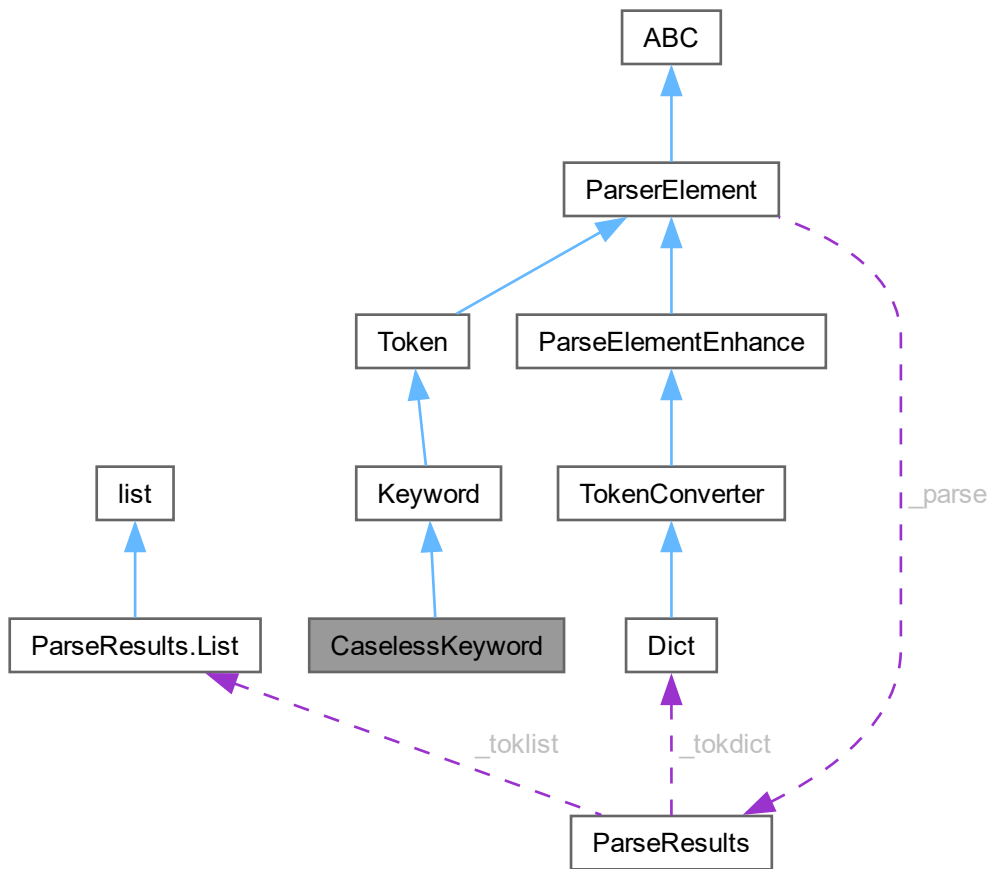 ABC
ParserElement
Token
ParseElementEnhance
list
Keyword
TokenConverter
_parse
ParseResults.List
CaselessKeyword
Dict
_toklist
_tokdict
ParseResults